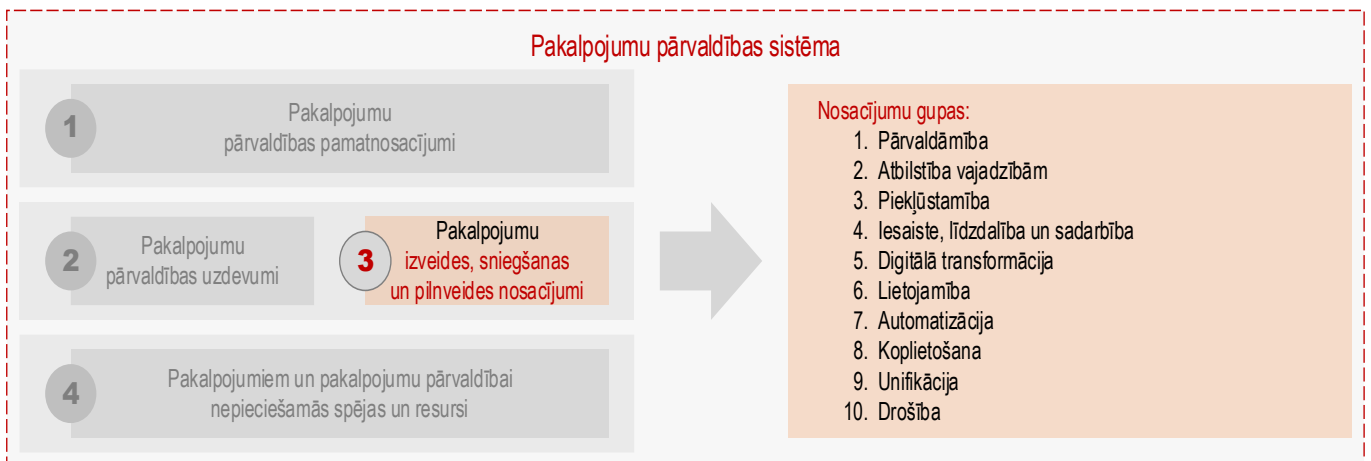 Pakalpojumu pārvaldības sistēma
1
Pakalpojumu
pārvaldības pamatnosacījumi
2
Pakalpojumu
pārvaldības uzdevumi
3
Pakalpojumu
izveides, sniegšanas
un pilnveides nosacījumi
4
Pakalpojumiem un pakalpojumu pārvaldībai
nepieciešamās spējas un resursi
Nosacījumu gupas:
1. Pārvaldāmība
2. Atbilstība vajadzībām
3. Piekļūstamība
4. Iesaiste, līdzdalība un sadarbība
5. Digitālā transformācija
6. Lietojamība
7. Automatizācija
8. Koplietošana
9. Unifikācija
10. Drošība